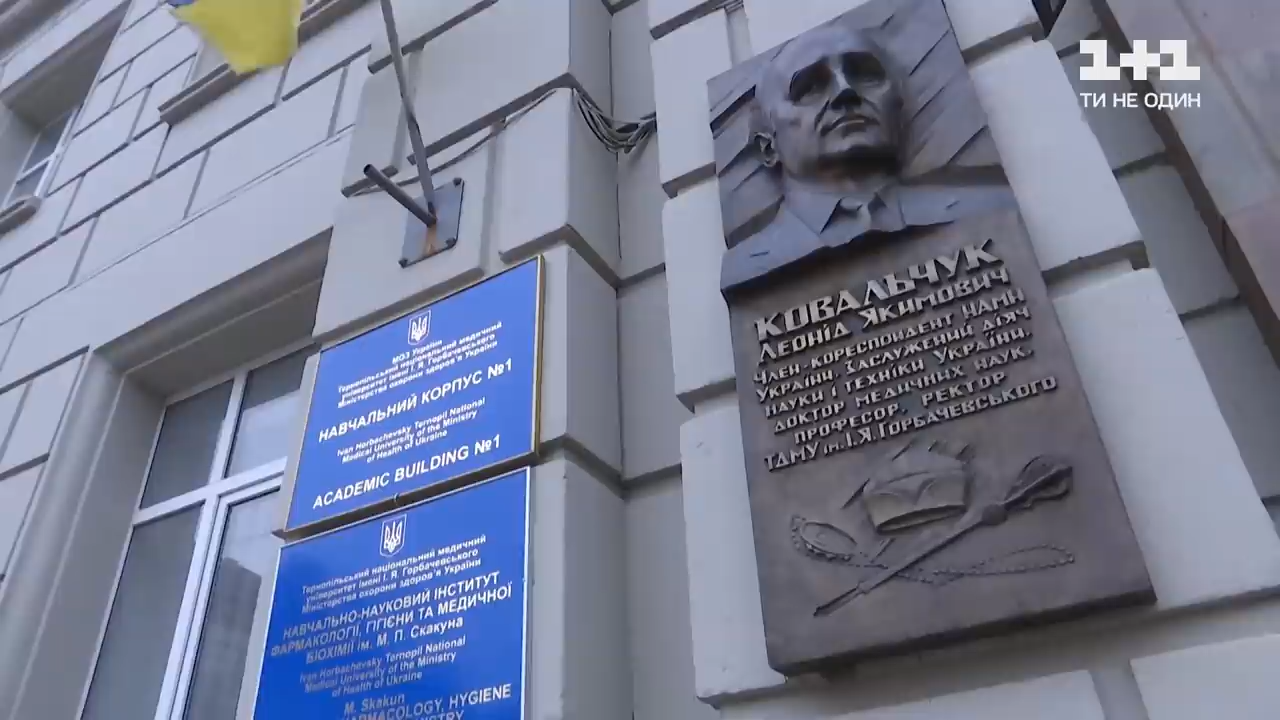 1+1
ТИ НЕ ОДИН
МОЗ України
Тернопільський національний медичний
університет імені І. Я. Горбачевського
Міністерства охорони здоров'я України
НАВЧАЛЬНИЙ КОРПУС №1
Ivan Horbachevsky Ternopil National
Medical University of the Ministry
of Health of Ukraine
ACADEMIC BUILDING №1
Тернопільський національний медичний
університет імені І. Я. Горбачевського
Міністерства охорони здоров'я України
НАВЧАЛЬНО-НАУКОВИЙ ІНСТИТУТ
ФАРМАКОЛОГІЇ, ГІГІЄНИ ТА МЕДИЧНОЇ
БІОХІМІЇ ім. М. П. Скакуна
Ivan Horbachevsky Ternopil National
Medical University of the Ministry
of Health of Ukraine
M. Skakun
HYGIENE
КОВАЛЬЧУК
ЛЕОНІД ЯКИМОВИЧ
ЧЛЕН-КОРЕСПОНДЕНТ НАМН
УКРАЇНИ, ЗАСЛУЖЕНИЙ ДІЯЧ
НАУКИ І ТЕХНІКИ УКРАЇНИ,
ДОКТОР МЕДИЧНИХ НАУК,
ПРОФЕСОР, РЕКТОР
ТДМУ ім. І.Я.ГОРБАЧЕВСЬКОГО